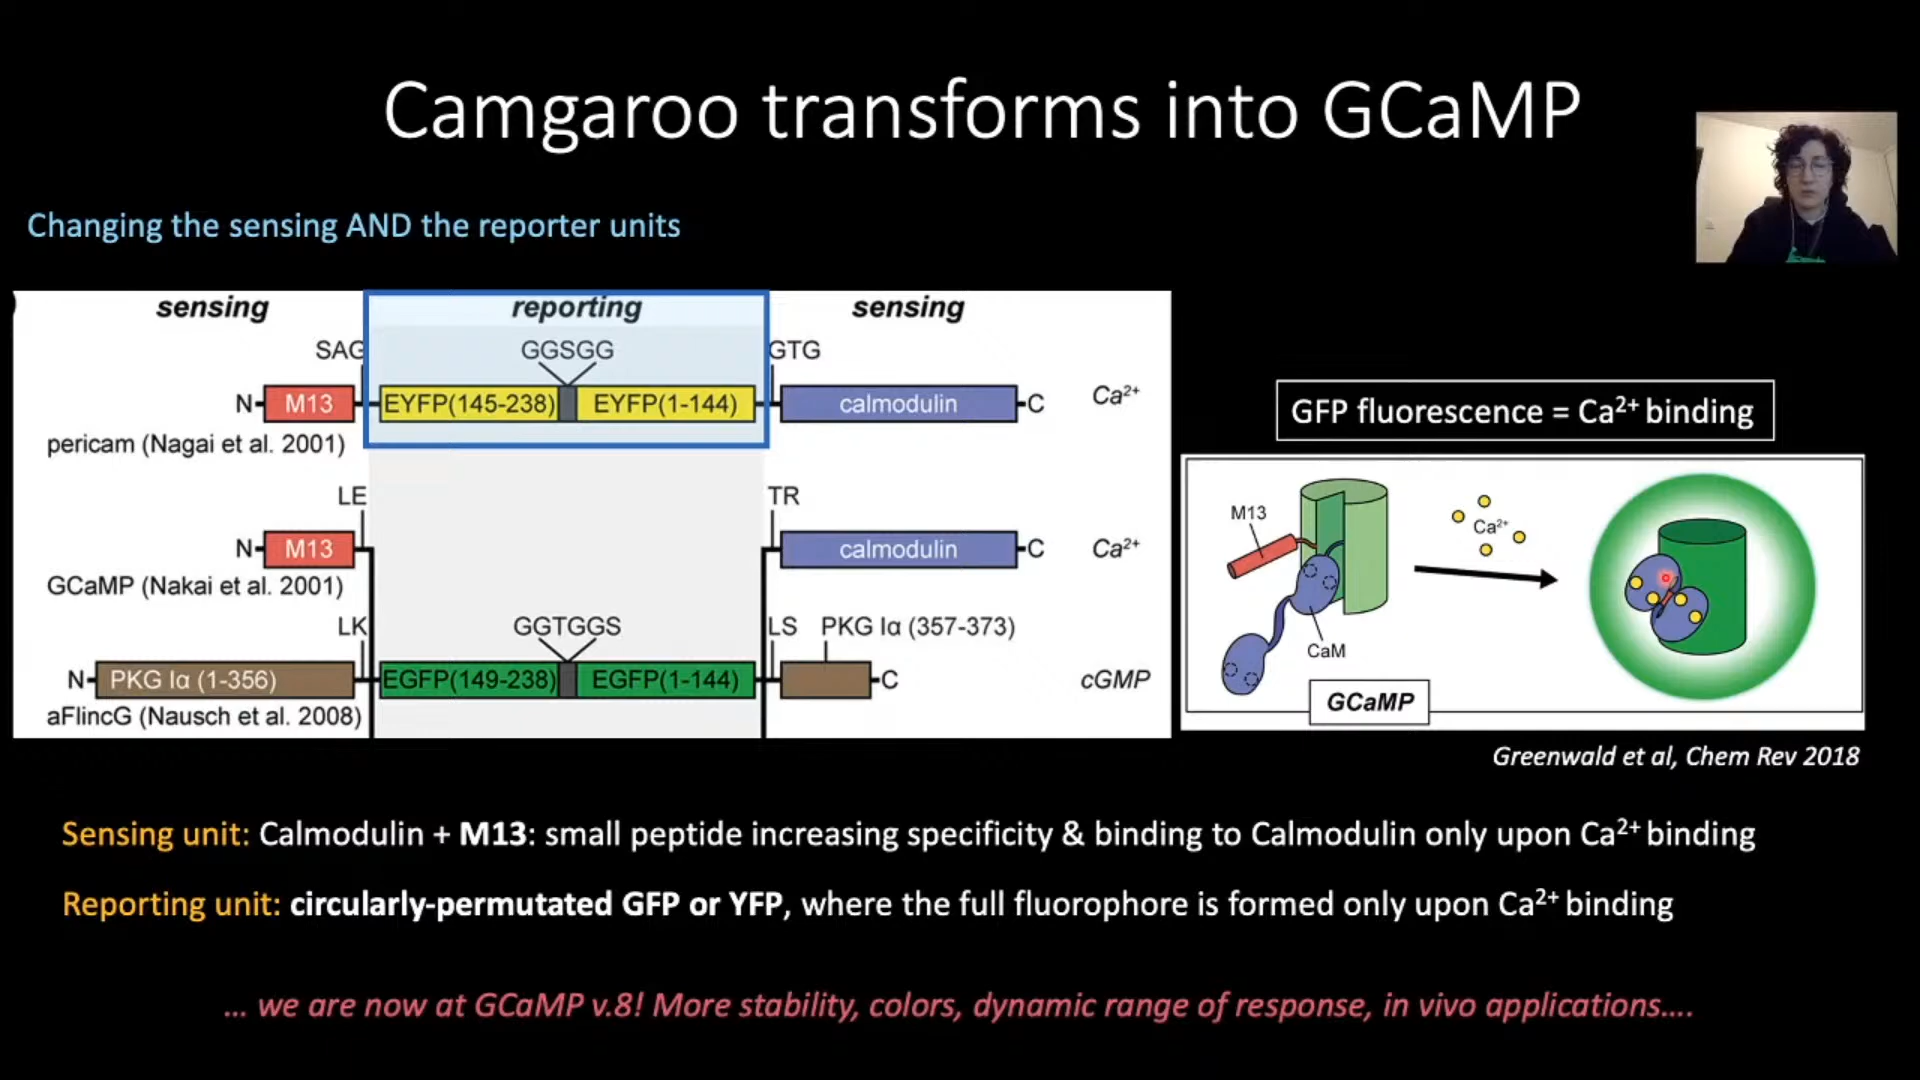 Camgaroo transforms into GCaMP
Changing the sensing AND the reporter units
sensing reporting sensing
SAG GGSGG GTG
N M13 EYFP(145-238) EYFP(1-144) calmodulin C Ca²⁺
pericam (Nagai et al. 2001)
LE TR
N M13 calmodulin C Ca²⁺
GCaMP (Nakai et al. 2001)
LK GGTGGS LS PKG Iα (357-373)
N PKG Iα (1-356) EGFP(149-238) EGFP(1-144) C cGMP
aFlincG (Nausch et al. 2008)
GFP fluorescence = Ca²⁺ binding
M13
Ca²⁺
CaM
GCaMP
Greenwald et al, Chem Rev 2018
Sensing unit: Calmodulin + M13: small peptide increasing specificity & binding to Calmodulin only upon Ca²⁺ binding
Reporting unit: circularly-permutated GFP or YFP, where the full fluorophore is formed only upon Ca²⁺ binding
... we are now at GCaMP v.8! More stability, colors, dynamic range of response, in vivo applications....